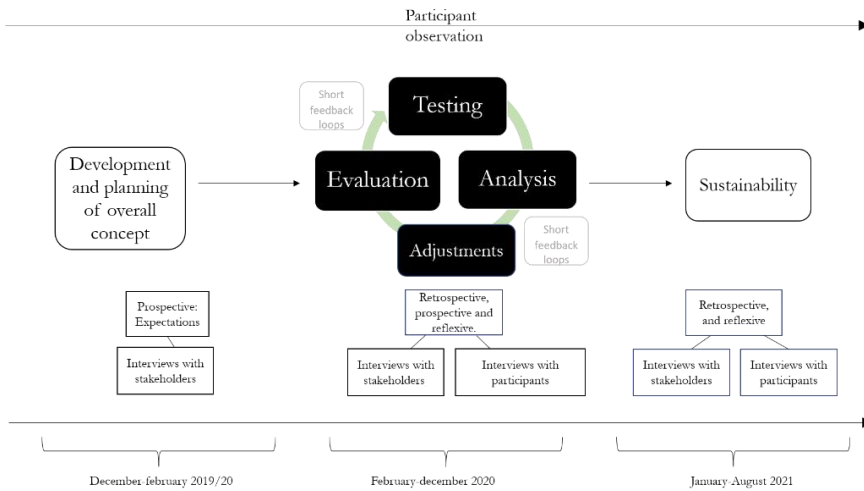 Participant
observation
Short
feedback
loops
Testing
Development
and planning
of overall
concept
Evaluation
Analysis
Sustainability
Adjustments
Short
feedback
loops
Prospective:
Expectations
Retrospective,
prospective and
reflexive.
Retrospective,
and reflexive
Interviews with
stakeholders
Interviews with
stakeholders
Interviews with
participants
Interviews with
stakeholders
Interviews with
participants
December-february 2019/20
February-december 2020
January-August 2021